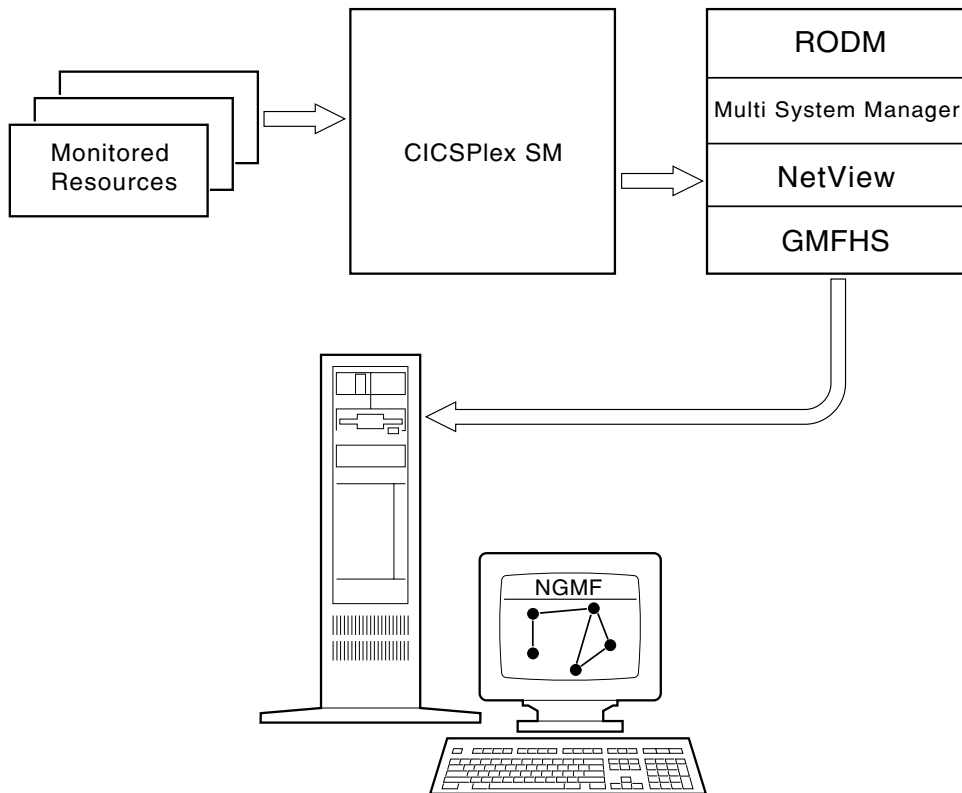 Monitored
Resources
CICSPlex SM
RODM
Multi System Manager
NetView
GMFHS
NGMF